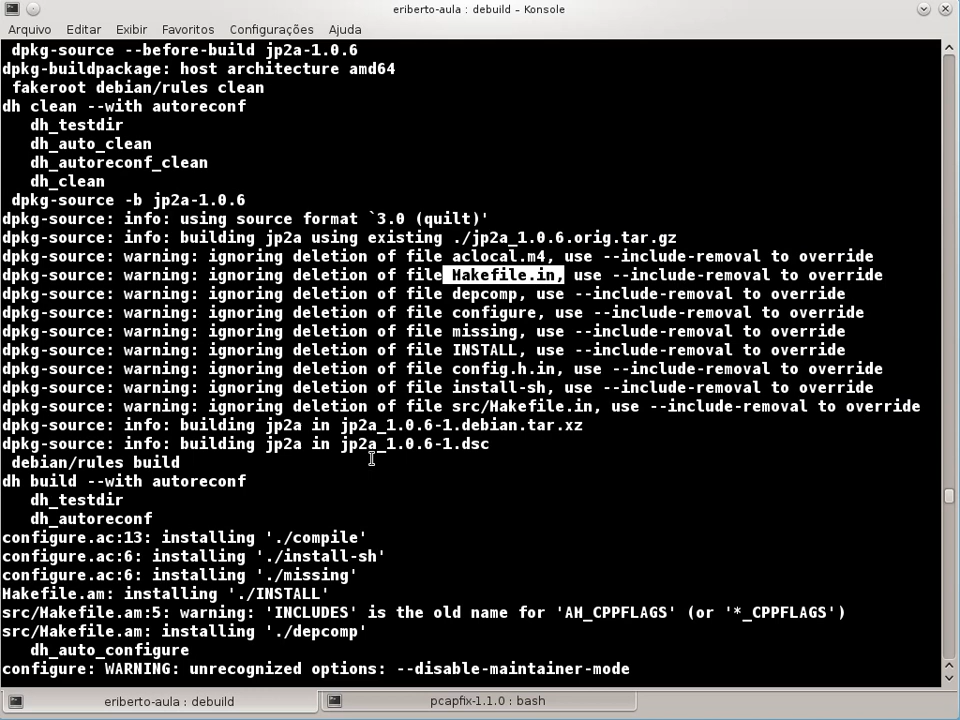 eriberto-aula : debuild – Konsole
Arquivo Editar Exibir Favoritos Configurações Ajuda
dpkg-source --before-build jp2a-1.0.6
dpkg-buildpackage: host architecture amd64
fakeroot debian/rules clean
dh clean --with autoreconf
dh_testdir
dh_auto_clean
dh_autoreconf_clean
dh_clean
dpkg-source -b jp2a-1.0.6
dpkg-source: info: using source format `3.0 (quilt)'
dpkg-source: info: building jp2a using existing ./jp2a_1.0.6.orig.tar.gz
dpkg-source: warning: ignoring deletion of file aclocal.m4, use --include-removal to override
dpkg-source: warning: ignoring deletion of file Makefile.in, use --include-removal to override
dpkg-source: warning: ignoring deletion of file depcomp, use --include-removal to override
dpkg-source: warning: ignoring deletion of file configure, use --include-removal to override
dpkg-source: warning: ignoring deletion of file missing, use --include-removal to override
dpkg-source: warning: ignoring deletion of file INSTALL, use --include-removal to override
dpkg-source: warning: ignoring deletion of file config.h.in, use --include-removal to override
dpkg-source: warning: ignoring deletion of file install-sh, use --include-removal to override
dpkg-source: warning: ignoring deletion of file src/Makefile.in, use --include-removal to override
dpkg-source: info: building jp2a in jp2a_1.0.6-1.debian.tar.xz
dpkg-source: info: building jp2a in jp2a_1.0.6-1.dsc
debian/rules build
dh build --with autoreconf
dh_testdir
dh_autoreconf
configure.ac:13: installing './compile'
configure.ac:6: installing './install-sh'
configure.ac:6: installing './missing'
Makefile.am: installing './INSTALL'
src/Makefile.am:5: warning: 'INCLUDES' is the old name for 'AM_CPPFLAGS' (or '*_CPPFLAGS')
src/Makefile.am: installing './depcomp'
dh_auto_configure
configure: WARNING: unrecognized options: --disable-maintainer-mode
eriberto-aula : debuild
pcapfix-1.1.0 : bash